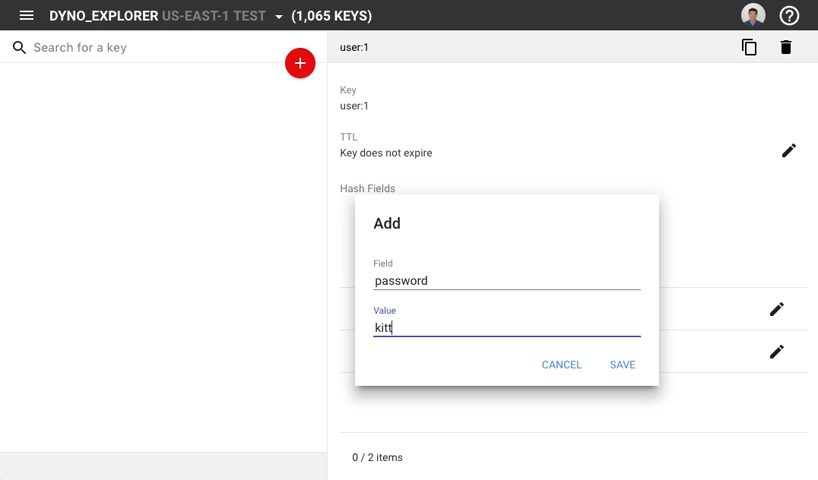 DYNO_EXPLORER US-EAST-1 TEST (1,065 KEYS)
Search for a key
user:1
Key
user:1
TTL
Key does not expire
Hash Fields
Add
Field
password
Value
kitt
CANCEL SAVE
0 / 2 items